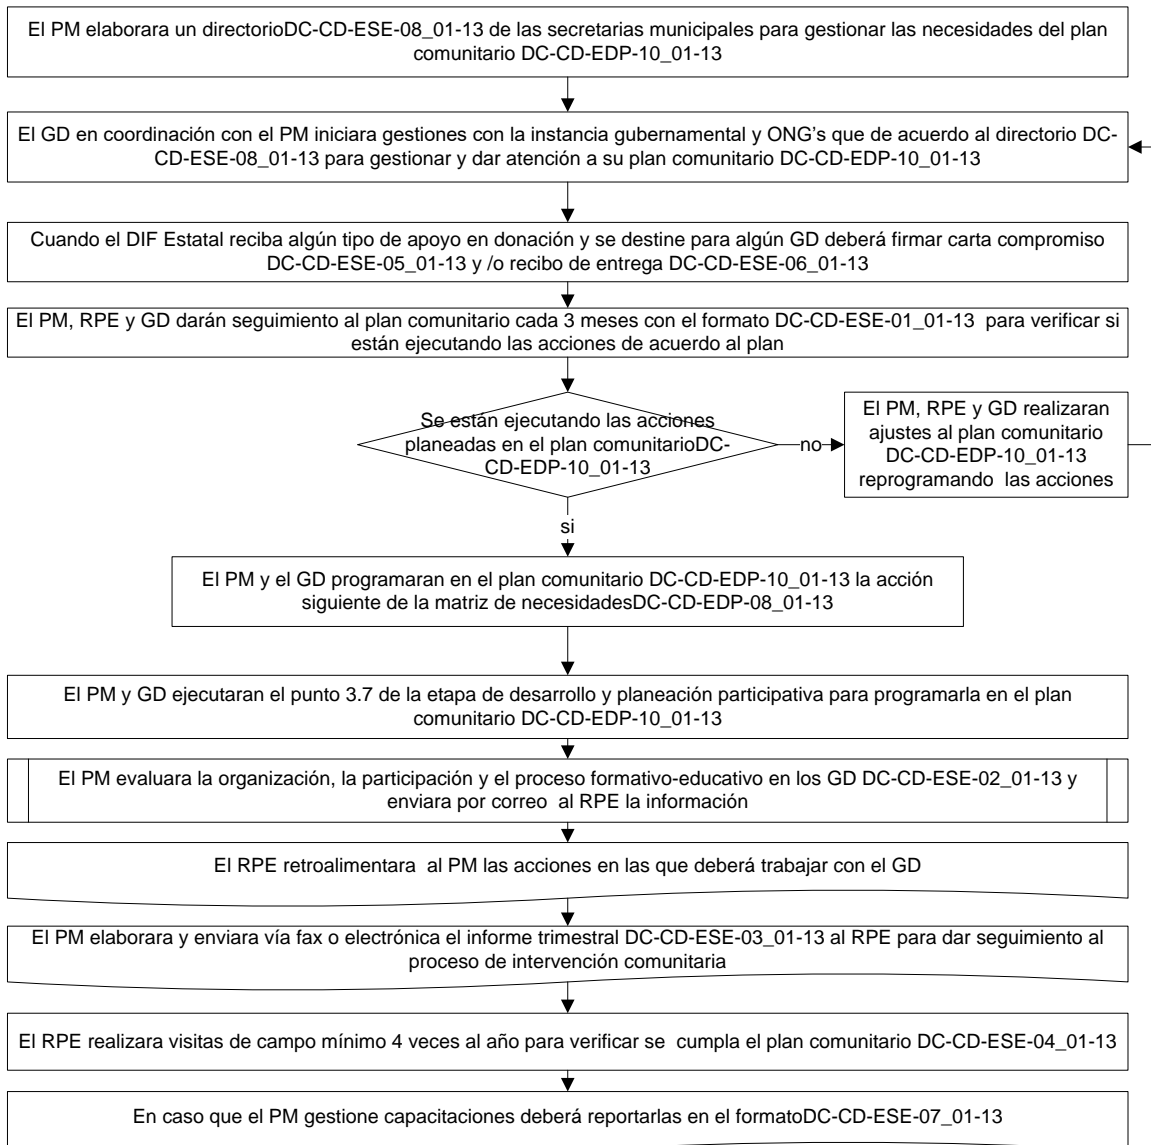 El PM elaborara un directorioDC-CD-ESE-08_01-13 de las secretarias municipales para gestionar las necesidades del plan
comunitario DC-CD-EDP-10_01-13
El GD en coordinación con el PM iniciara gestiones con la instancia gubernamental y ONG's que de acuerdo al directorio DC-
CD-ESE-08_01-13 para gestionar y dar atención a su plan comunitario DC-CD-EDP-10_01-13
Cuando el DIF Estatal reciba algún tipo de apoyo en donación y se destine para algún GD deberá firmar carta compromiso
DC-CD-ESE-05_01-13 y /o recibo de entrega DC-CD-ESE-06_01-13
El PM, RPE y GD darán seguimiento al plan comunitario cada 3 meses con el formato DC-CD-ESE-01_01-13 para verificar si
están ejecutando las acciones de acuerdo al plan
Se están ejecutando las acciones
planeadas en el plan comunitarioDC-
CD-EDP-10_01-13
no
El PM, RPE y GD realizaran
ajustes al plan comunitario
DC-CD-EDP-10_01-13
reprogramando las acciones
si
El PM y el GD programaran en el plan comunitario DC-CD-EDP-10_01-13 la acción
siguiente de la matriz de necesidadesDC-CD-EDP-08_01-13
El PM y GD ejecutaran el punto 3.7 de la etapa de desarrollo y planeación participativa para programarla en el plan
comunitario DC-CD-EDP-10_01-13
El PM evaluara la organización, la participación y el proceso formativo-educativo en los GD DC-CD-ESE-02_01-13 y
enviara por correo al RPE la información
El RPE retroalimentara al PM las acciones en las que deberá trabajar con el GD
El PM elaborara y enviara vía fax o electrónica el informe trimestral DC-CD-ESE-03_01-13 al RPE para dar seguimiento al
proceso de intervención comunitaria
El RPE realizara visitas de campo mínimo 4 veces al año para verificar se cumpla el plan comunitario DC-CD-ESE-04_01-13
En caso que el PM gestione capacitaciones deberá reportarlas en el formatoDC-CD-ESE-07_01-13